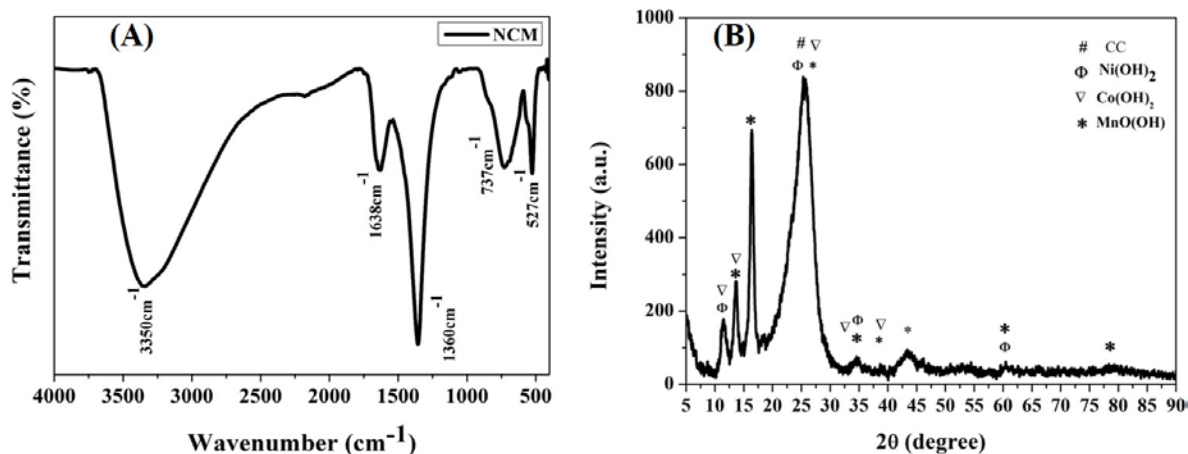 (A)
NCM
Transmittance (%)
3350cm-1
1638cm-1
1360cm-1
737cm-1
527cm-1
4000 3500 3000 2500 2000 1500 1000 500
Wavenumber (cm-1)
(B)
# CC
Φ Ni(OH)2
∇ Co(OH)2
* MnO(OH)
# ∇
Φ *
*
∇
*
∇
Φ
∇ Φ
*
∇
*
*
*
Φ
*
1000
800
600
400
200
0
Intensity (a.u.)
5 10 15 20 25 30 35 40 45 50 55 60 65 70 75 80 85 90
2θ (degree)